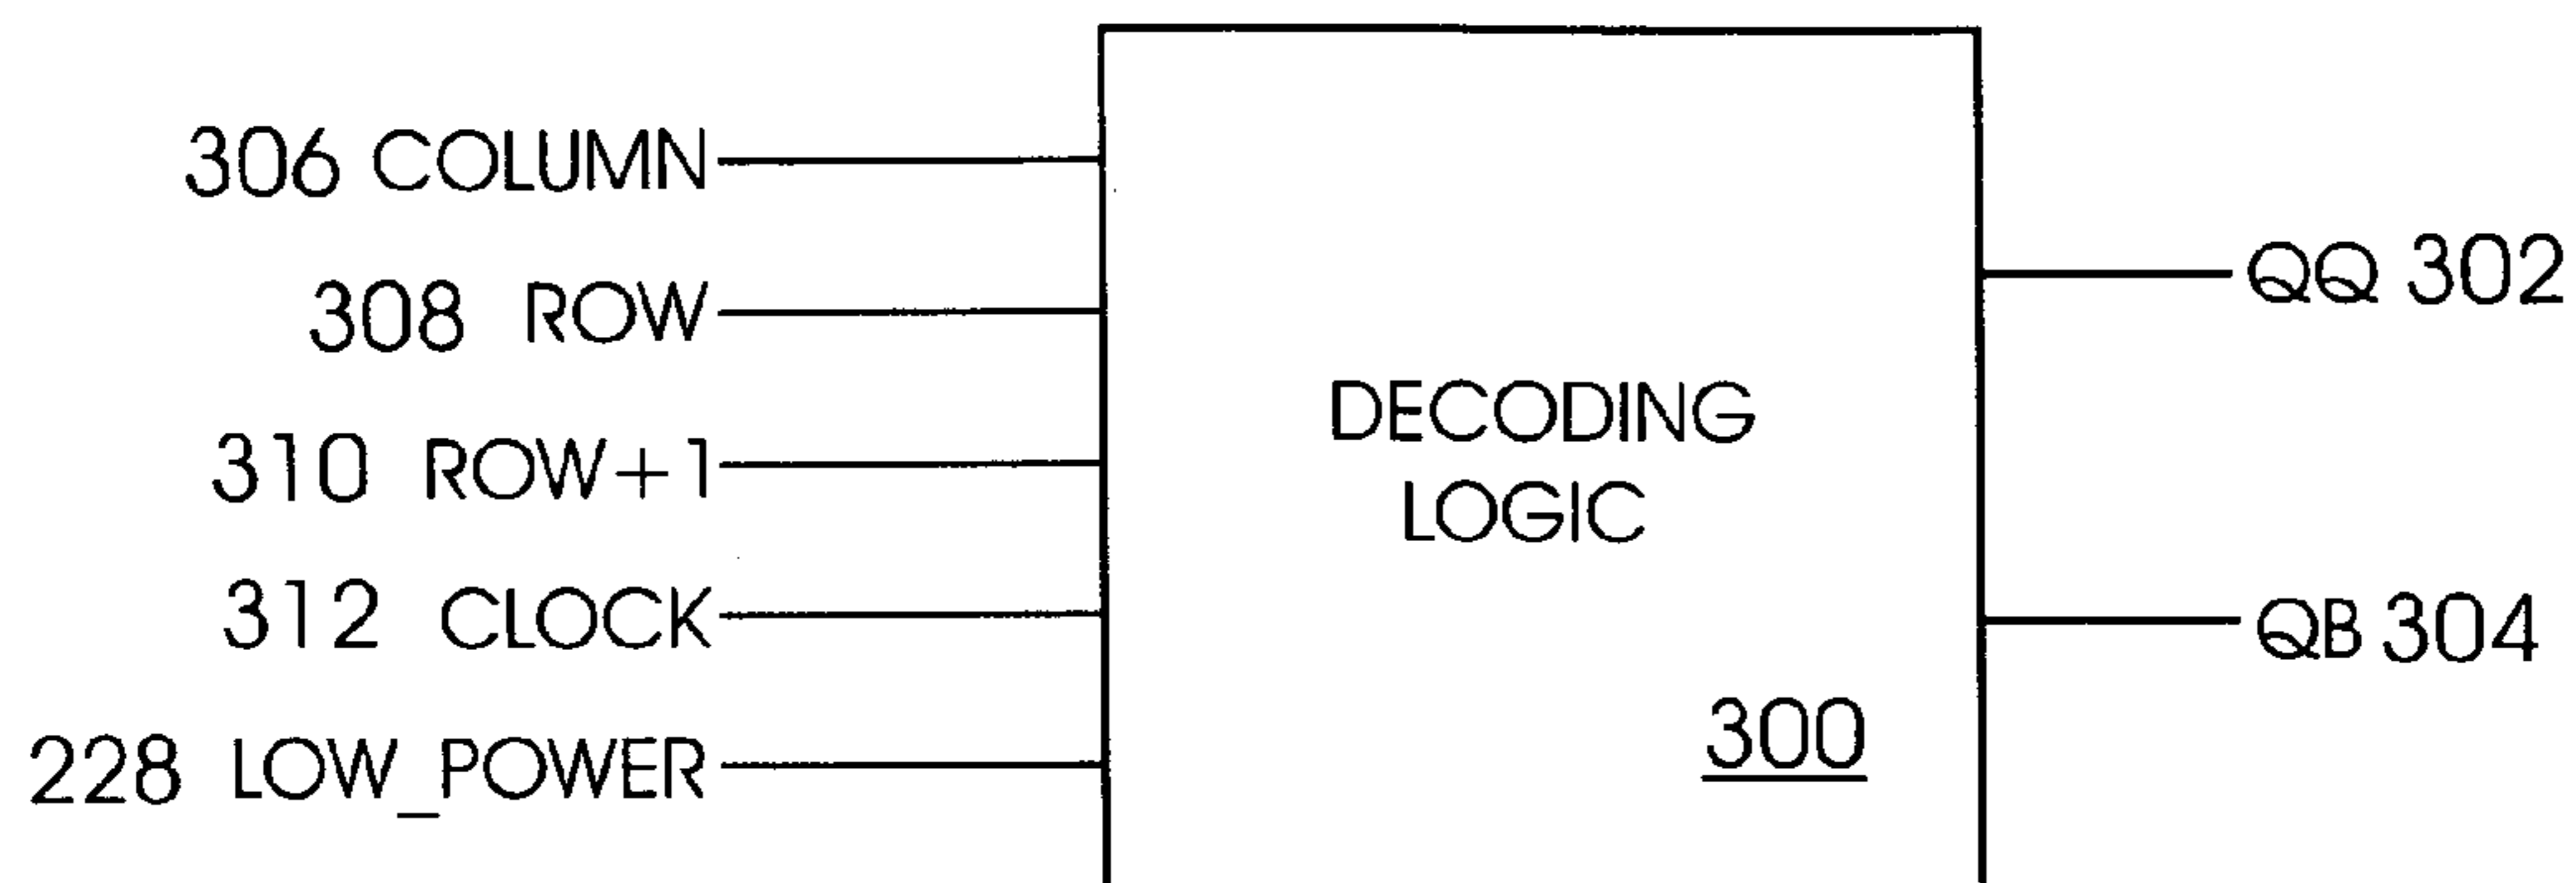 306 COLUMN
308 ROW
310 ROW+1
312 CLOCK
228 LOW_POWER
DECODING
LOGIC
300
QQ 302
QB 304